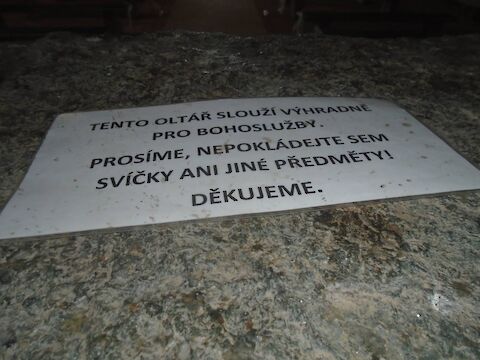 TENTO OLTÁŘ SLOUŽÍ VÝHRADNĚ
PRO BOHOSLUŽBY.
PROSÍME, NEPOKLÁDEJTE SEM
SVÍČKY ANI JINÉ PŘEDMĚTY!
DĚKUJEME.